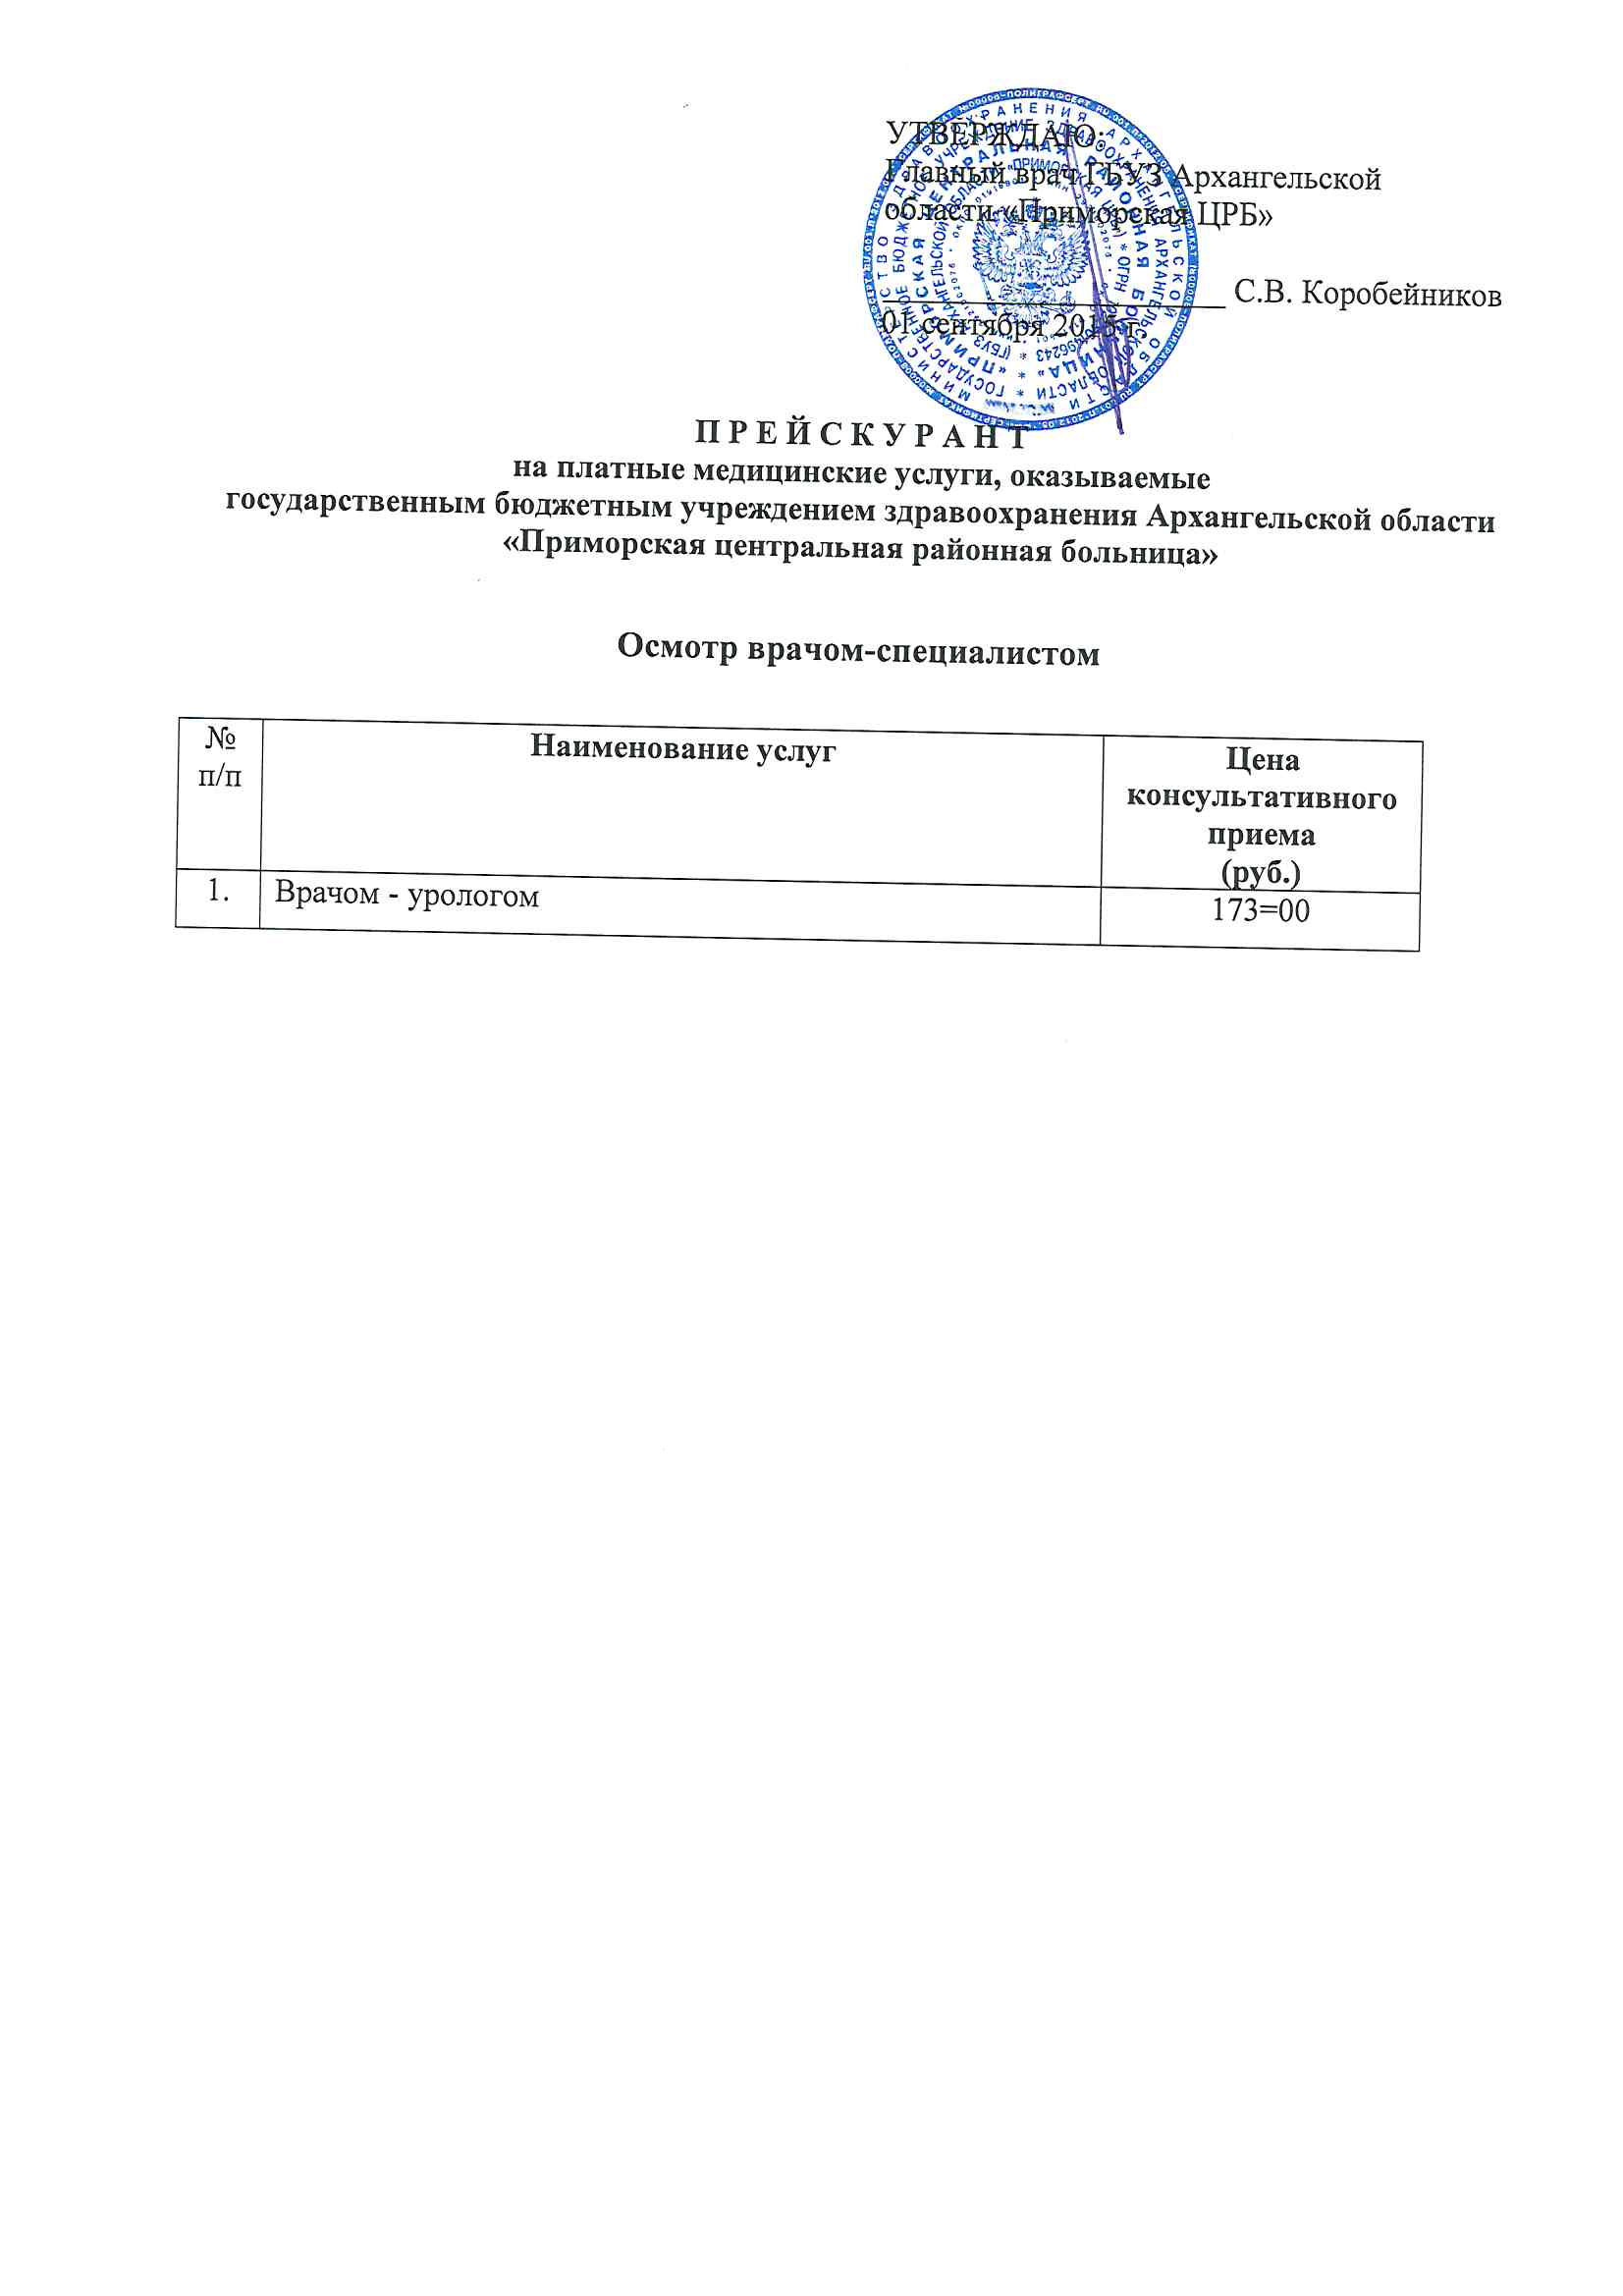 УТВЕРЖДАЮ:
Главный врач ГБУЗ Архангельской
области «Приморская ЦРБ»
С.В. Коробейников
01 сентября 2015 г.
П Р Е Й С К У Р А Н Т
на платные медицинские услуги, оказываемые
государственным бюджетным учреждением здравоохранения Архангельской области
«Приморская центральная районная больница»
Осмотр врачом-специалистом
№
п/п
Наименование услуг
Цена
консультативного
приема
(руб.)
1.
Врачом - урологом
173=00